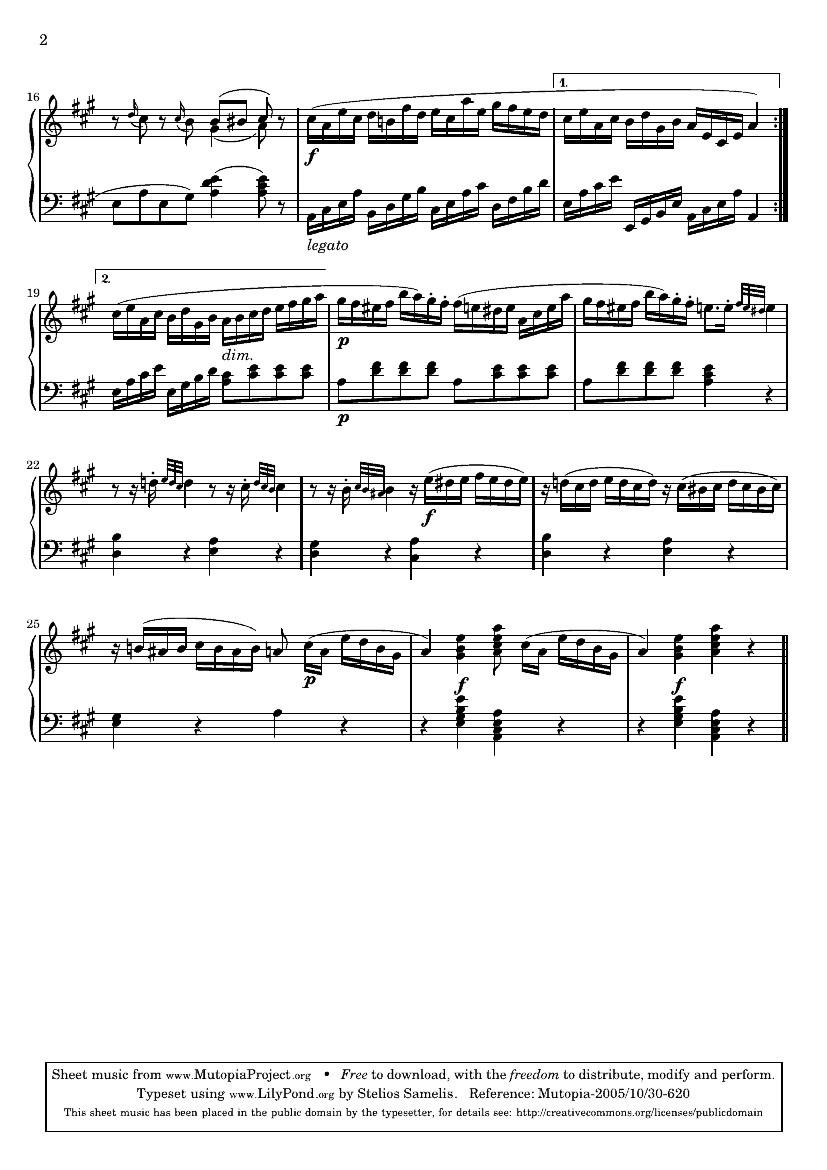 2
16
1.
f
legato
19
2.
dim.
p
p
22
f
25
p
f
f
Sheet music from www.MutopiaProject.org • Free to download, with the freedom to distribute, modify and perform.
Typeset using www.LilyPond.org by Stelios Samelis. Reference: Mutopia-2005/10/30-620
This sheet music has been placed in the public domain by the typesetter, for details see: http://creativecommons.org/licenses/publicdomain